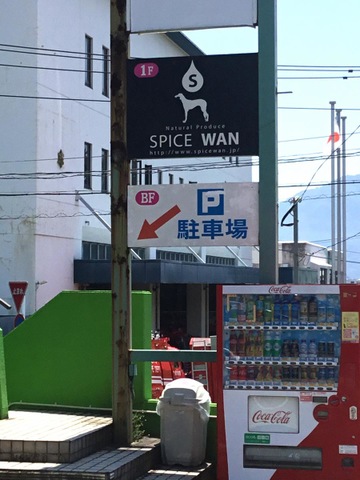 1F
S
Natural Produce
SPICE WAN
http://www.spicewan.jp/
BF
P
駐車場
Coca-Cola
Coca-Cola